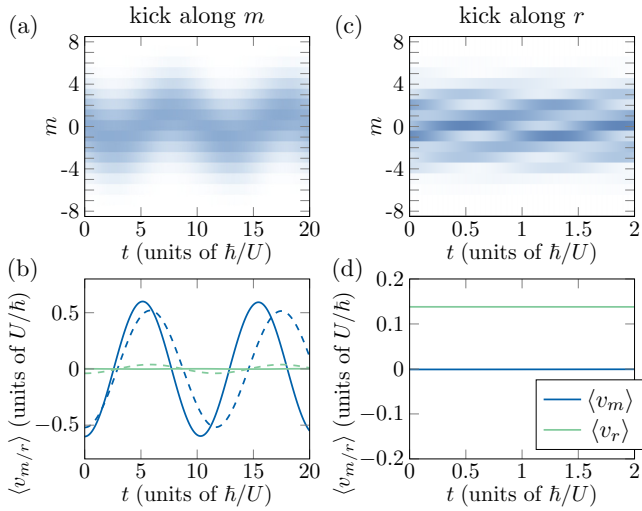 kick along m
kick along r
(a)
(c)
8
4
0
-4
-8
m
0
5
10
15
20
t (units of ħ/U)
8
4
0
-4
-8
m
0
0.5
1
1.5
2
t (units of ħ/U)
(b)
(d)
0.5
0
−0.5
⟨v_{m/r}⟩ (units of U/ħ)
0
5
10
15
20
t (units of ħ/U)
0.2
0.1
0
−0.1
−0.2
⟨v_{m/r}⟩ (units of U/ħ)
0
0.5
1
1.5
2
t (units of ħ/U)
⟨v_m⟩
⟨v_r⟩